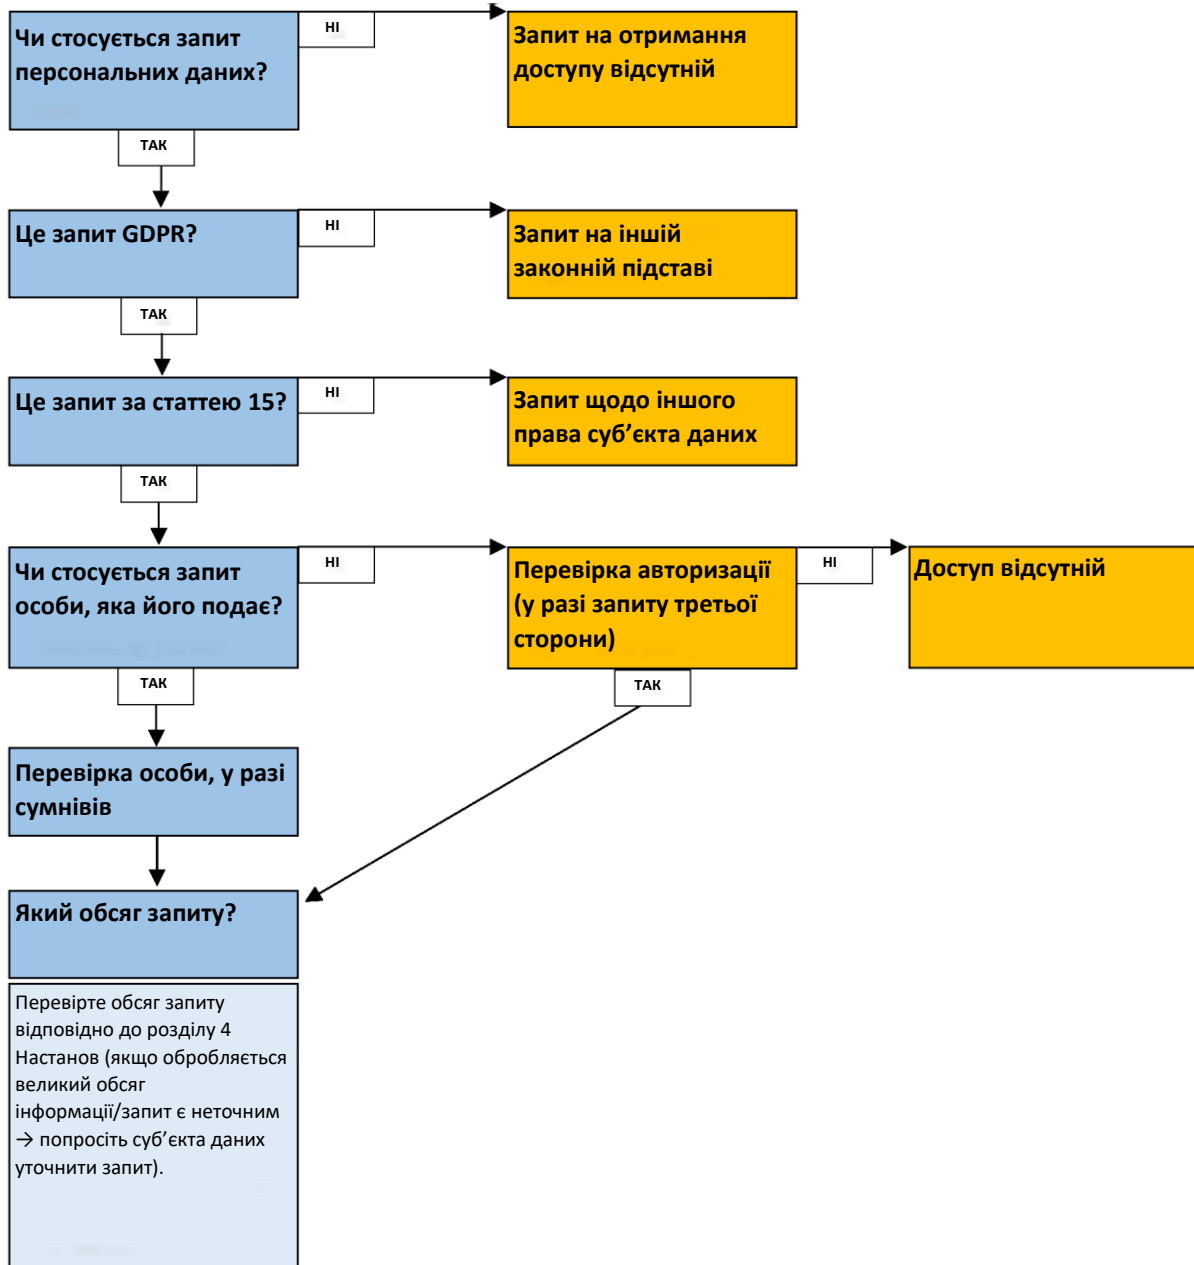 Чи стосується запит
персональних даних?
НІ
Запит на отримання
доступу відсутній
ТАК
Це запит GDPR?
НІ
Запит на іншій
законній підставі
ТАК
Це запит за статтею 15?
НІ
Запит щодо іншого
права суб’єкта даних
ТАК
Чи стосується запит
особи, яка його подає?
НІ
Перевірка авторизації
(у разі запиту третьої
сторони)
НІ
Доступ відсутній
ТАК
ТАК
Перевірка особи, у разі
сумнівів
Який обсяг запиту?
Перевірте обсяг запиту
відповідно до розділу 4
Настанов (якщо обробляється
великий обсяг
інформації/запит є неточним
→ попросіть суб’єкта даних
уточнити запит).